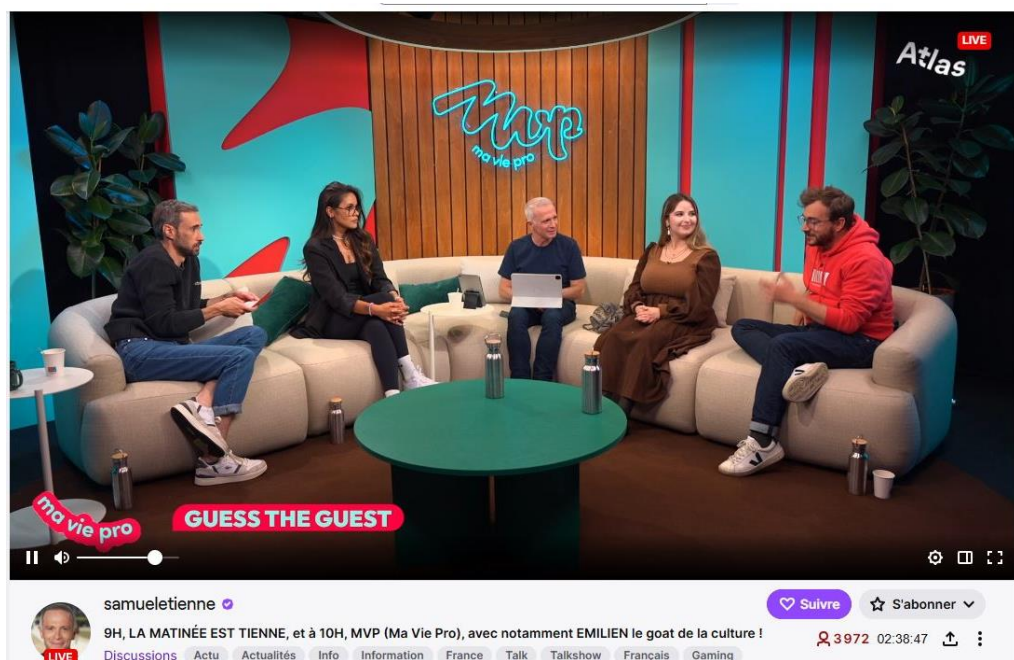 LIVE
Atlas
mvp
ma vie pro
ma vie pro
GUESS THE GUEST
samueletienne
Suivre
S'abonner
9H, LA MATINÉE EST TIENNE, et à 10H, MVP (Ma Vie Pro), avec notamment EMILIEN le goat de la culture !
3972 02:38:47
LIVE
Discussions Actu Actualités Info Information France Talk Talkshow Français Gaming